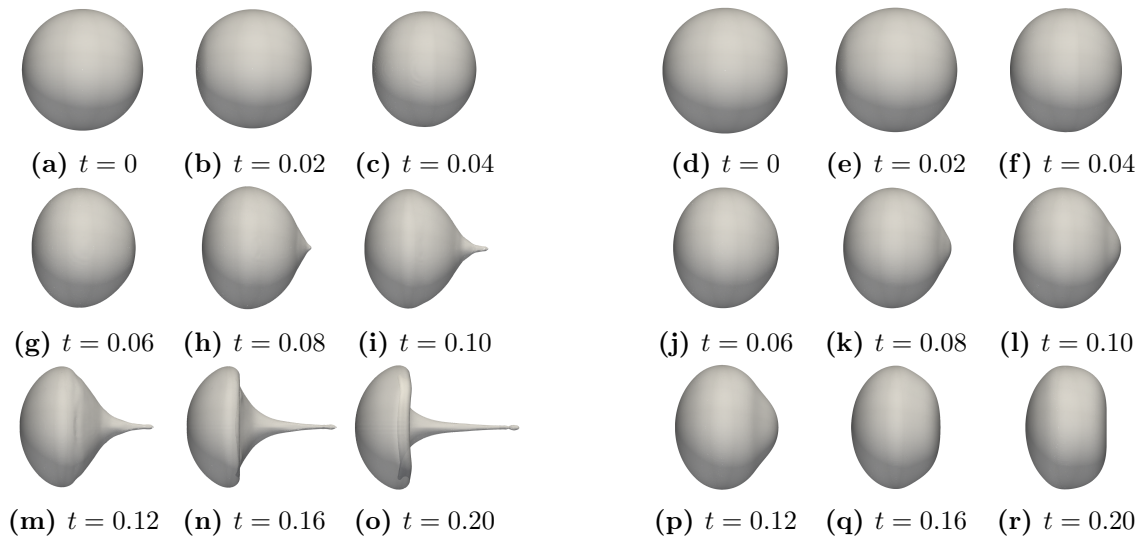 (a) t = 0 (b) t = 0.02 (c) t = 0.04 (d) t = 0 (e) t = 0.02 (f) t = 0.04
(g) t = 0.06 (h) t = 0.08 (i) t = 0.10 (j) t = 0.06 (k) t = 0.08 (l) t = 0.10
(m) t = 0.12 (n) t = 0.16 (o) t = 0.20 (p) t = 0.12 (q) t = 0.16 (r) t = 0.20